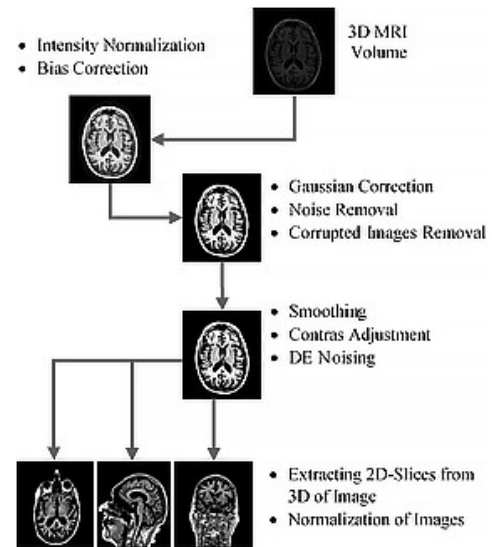 3D MRI
Volume
• Intensity Normalization
• Bias Correction
• Gaussian Correction
• Noise Removal
• Corrupted Images Removal
• Smoothing
• Contras Adjustment
• DE Noising
• Extracting 2D-Slices from
3D of Image
• Normalization of Images